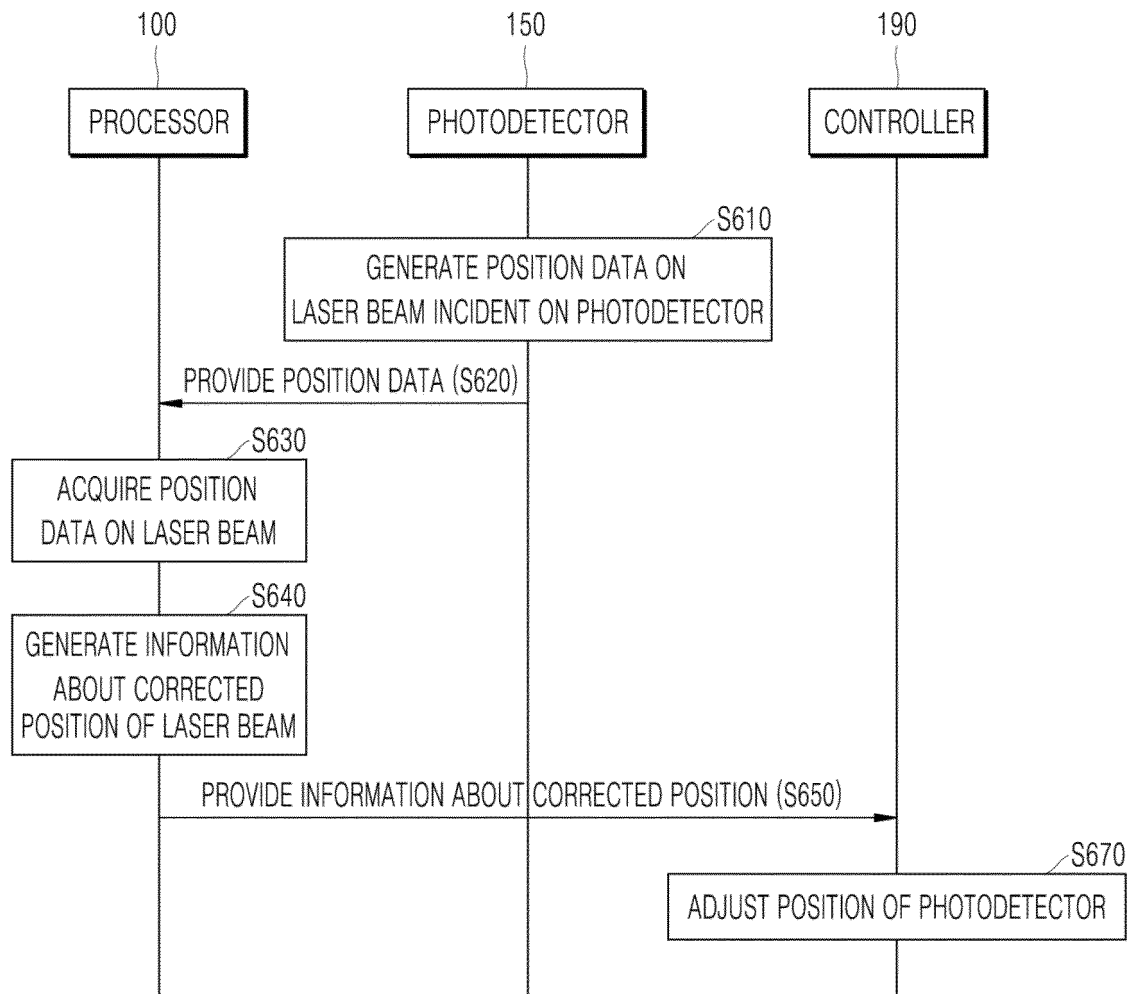 100
150
190
PROCESSOR
PHOTODETECTOR
CONTROLLER
S610
GENERATE POSITION DATA ON
LASER BEAM INCIDENT ON PHOTODETECTOR
PROVIDE POSITION DATA (S620)
S630
ACQUIRE POSITION
DATA ON LASER BEAM
S640
GENERATE INFORMATION
ABOUT CORRECTED
POSITION OF LASER BEAM
PROVIDE INFORMATION ABOUT CORRECTED POSITION (S650)
S670
ADJUST POSITION OF PHOTODETECTOR